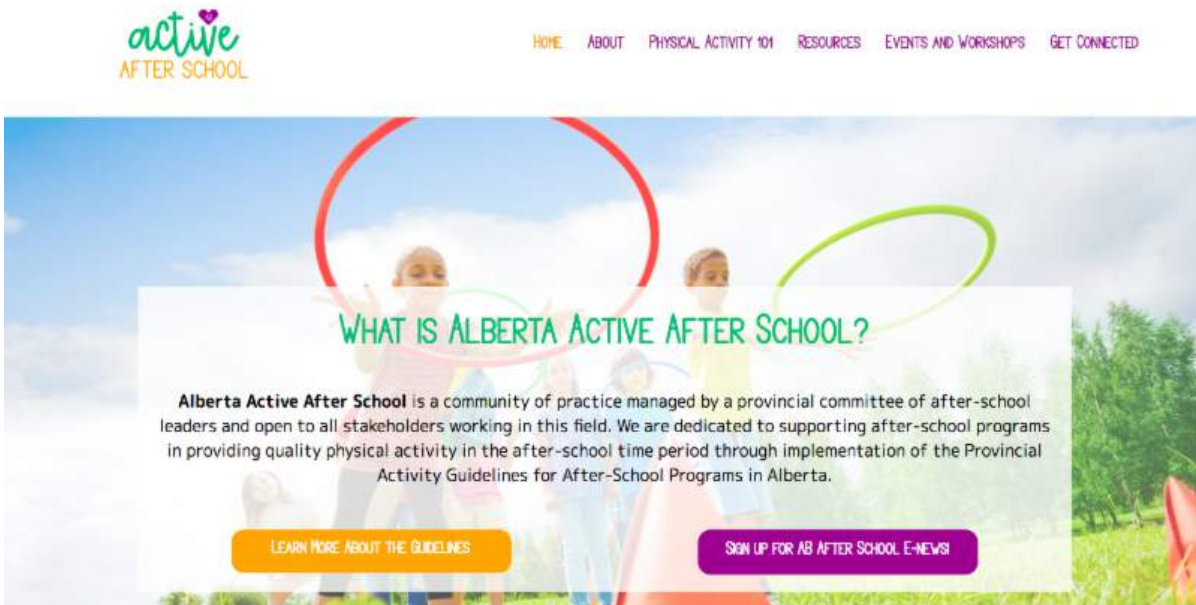 active
AFTER SCHOOL
HOME ABOUT PHYSICAL ACTIVITY 101 RESOURCES EVENTS AND WORKSHOPS GET CONNECTED
WHAT IS ALBERTA ACTIVE AFTER SCHOOL?
Alberta Active After School is a community of practice managed by a provincial committee of after-school
leaders and open to all stakeholders working in this field. We are dedicated to supporting after-school programs
in providing quality physical activity in the after-school time period through implementation of the Provincial
Activity Guidelines for After-School Programs in Alberta.
LEARN MORE ABOUT THE GUIDELINES
SIGN UP FOR AB AFTER SCHOOL E-NEWS!